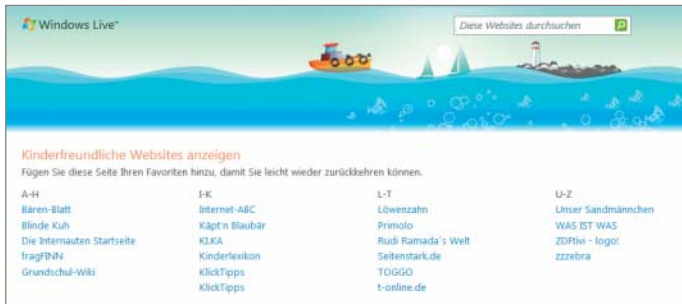 Windows Live™
Diese Websites durchsuchen
Kinderfreundliche Websites anzeigen
Fügen Sie diese Seite Ihren Favoriten hinzu, damit Sie leicht wieder zurückkehren können.
A-H
Bären-Blatt
Blinde Kuh
Die Internauten Startseite
fragFINN
Grundschul-Wiki
I-K
Internet-ABC
Käpt'n Blaubär
KI.KA
Kinderlexikon
KlickTipps
KlickTipps
L-T
Löwenzahn
Primolo
Rudi Ramada´s Welt
Seitenstark.de
TOGGO
t-online.de
U-Z
Unser Sandmännchen
WAS IST WAS
ZDFtivi - logo!
zzzebra